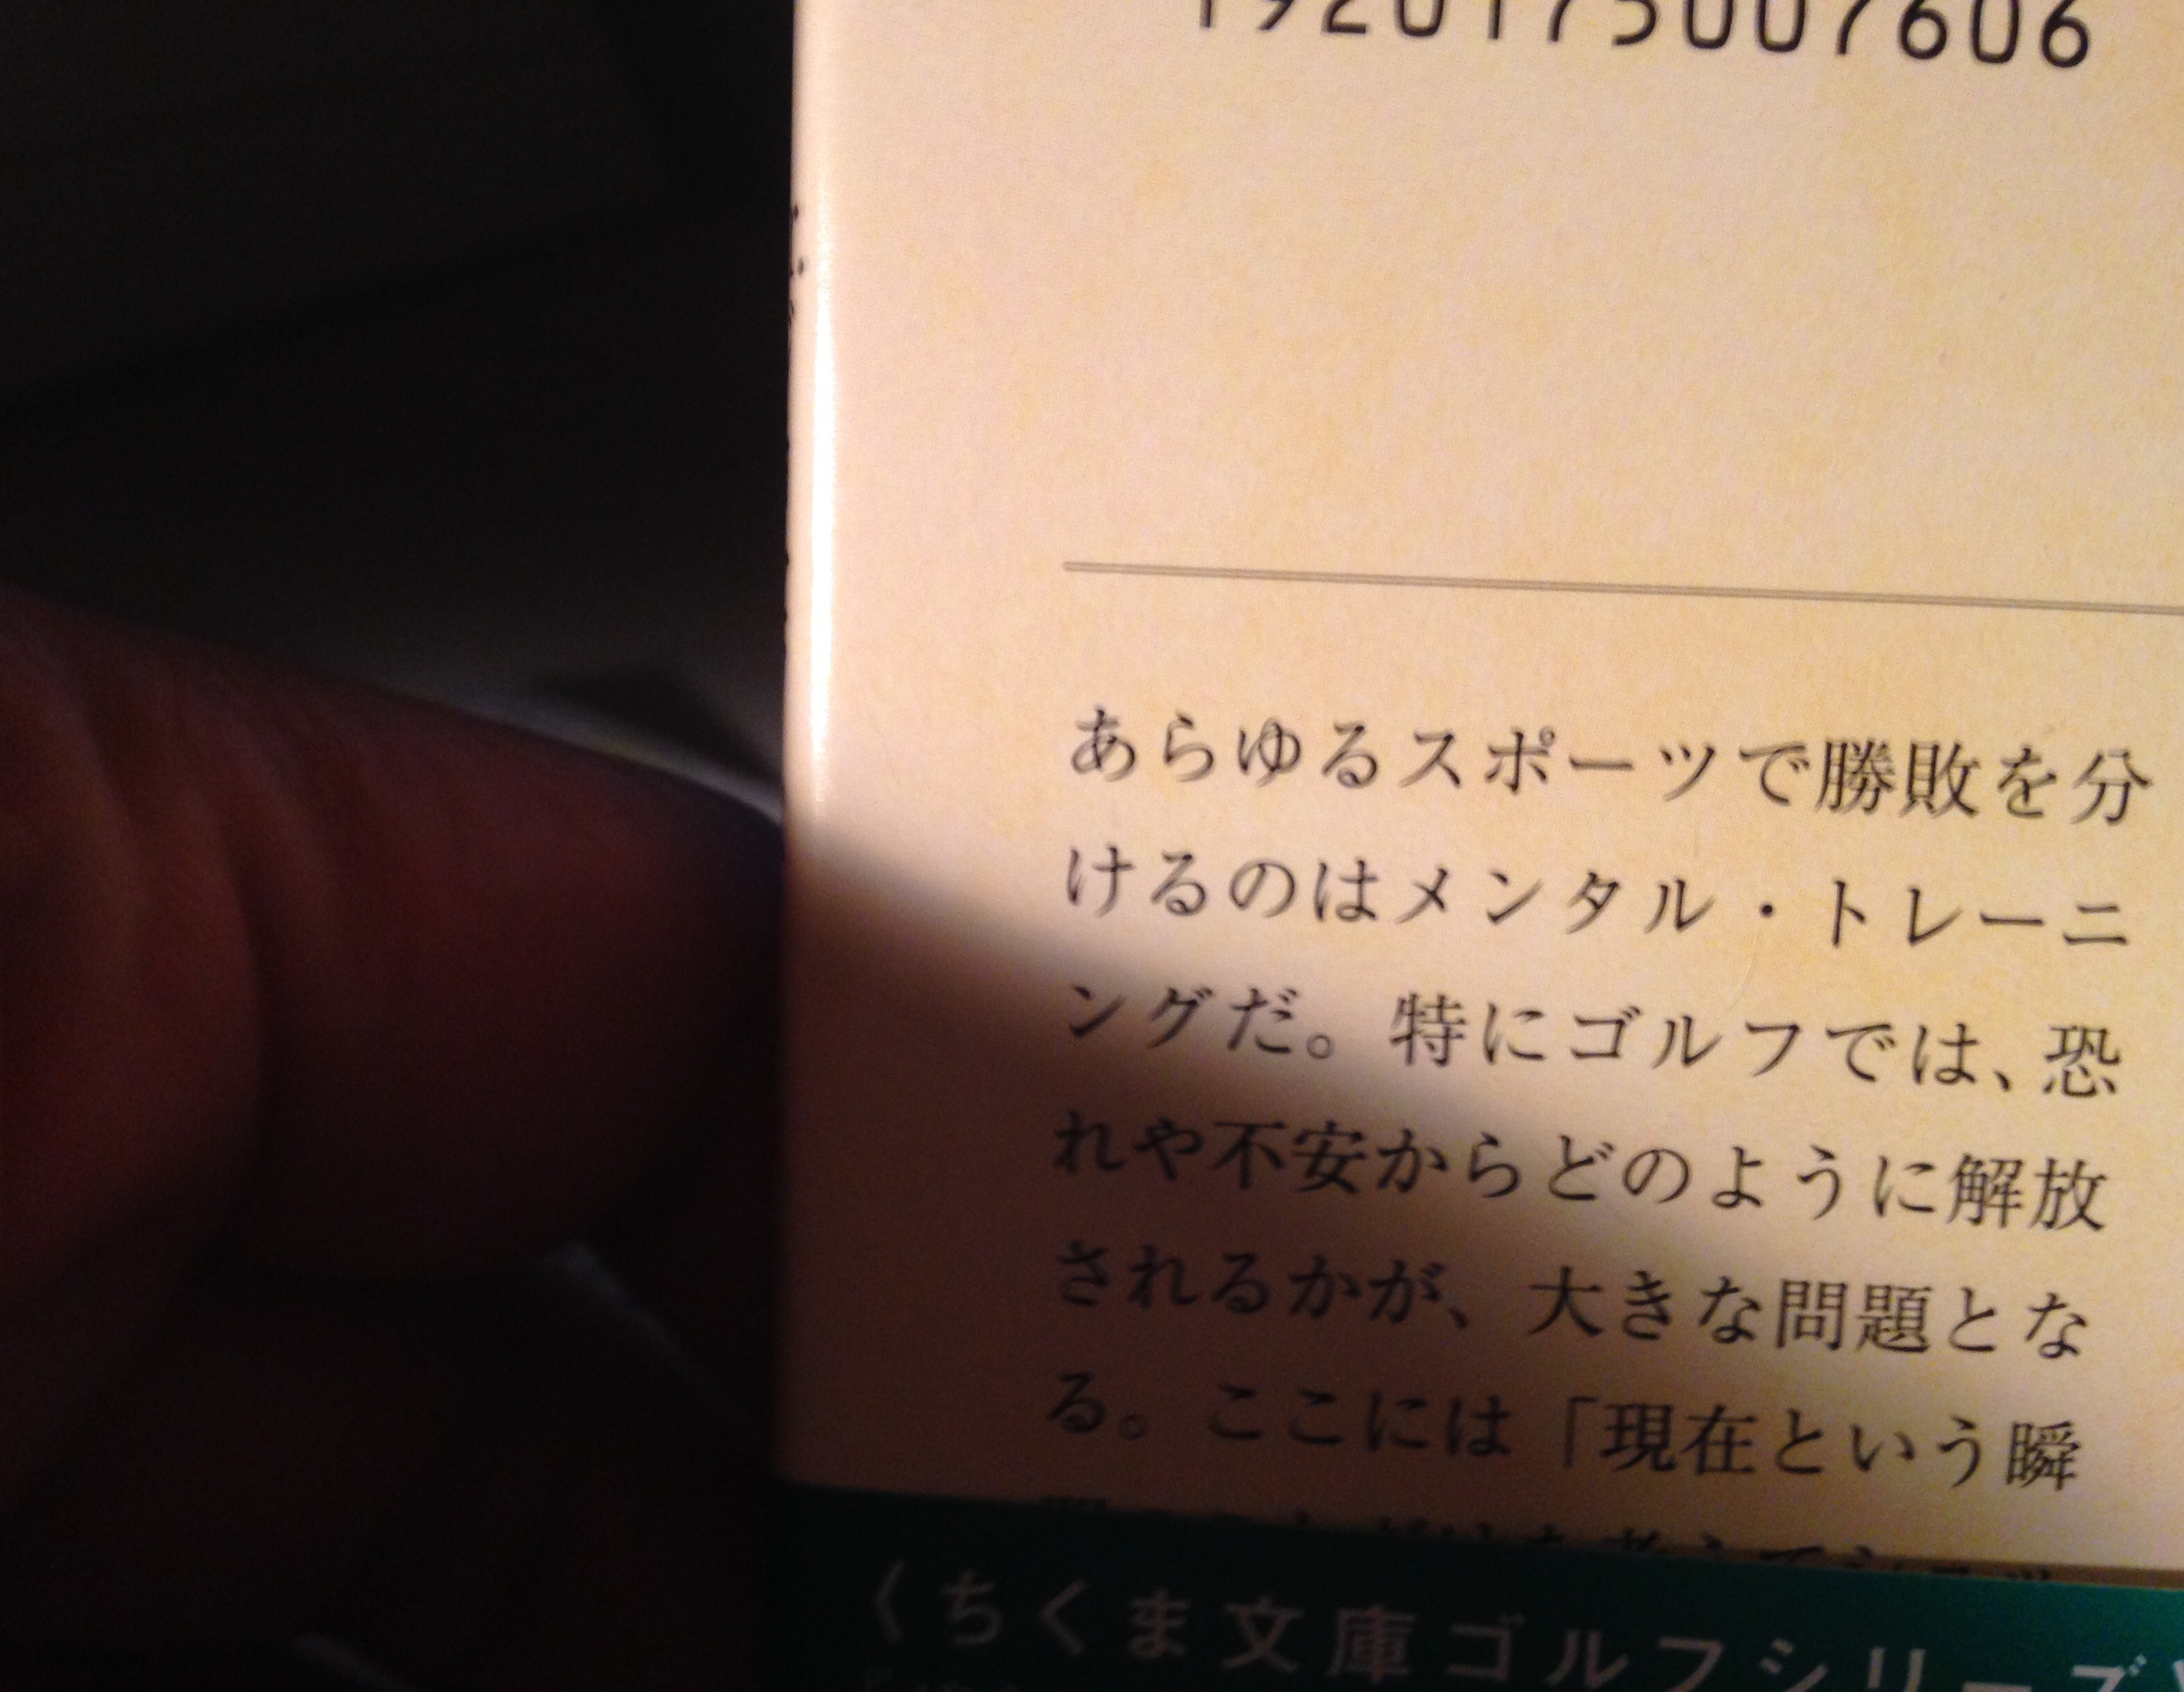 1920175007606
あらゆるスポーツで勝敗を分
けるのはメンタル・トレーニ
ングだ。特にゴルフでは、恐
れや不安からどのように解放
されるかが、大きな問題とな
る。ここには「現在という瞬
くちくま文庫ゴルフシリーズ